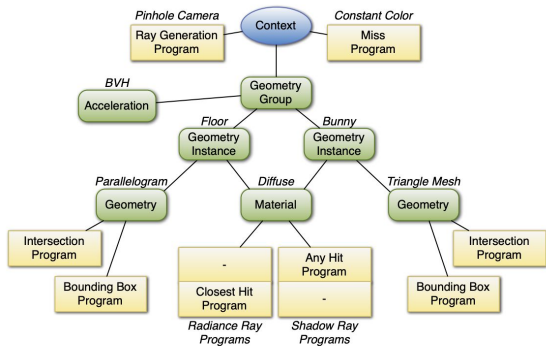 Pinhole Camera
Context
Constant Color
Ray Generation
Program
Miss
Program
BVH
Acceleration
Geometry
Group
Floor
Bunny
Geometry
Instance
Geometry
Instance
Parallelogram
Diffuse
Triangle Mesh
Geometry
Material
Geometry
Intersection
Program
-
Any Hit
Program
Intersection
Program
Bounding Box
Program
Closest Hit
Program
-
Bounding Box
Program
Radiance Ray
Programs
Shadow Ray
Programs